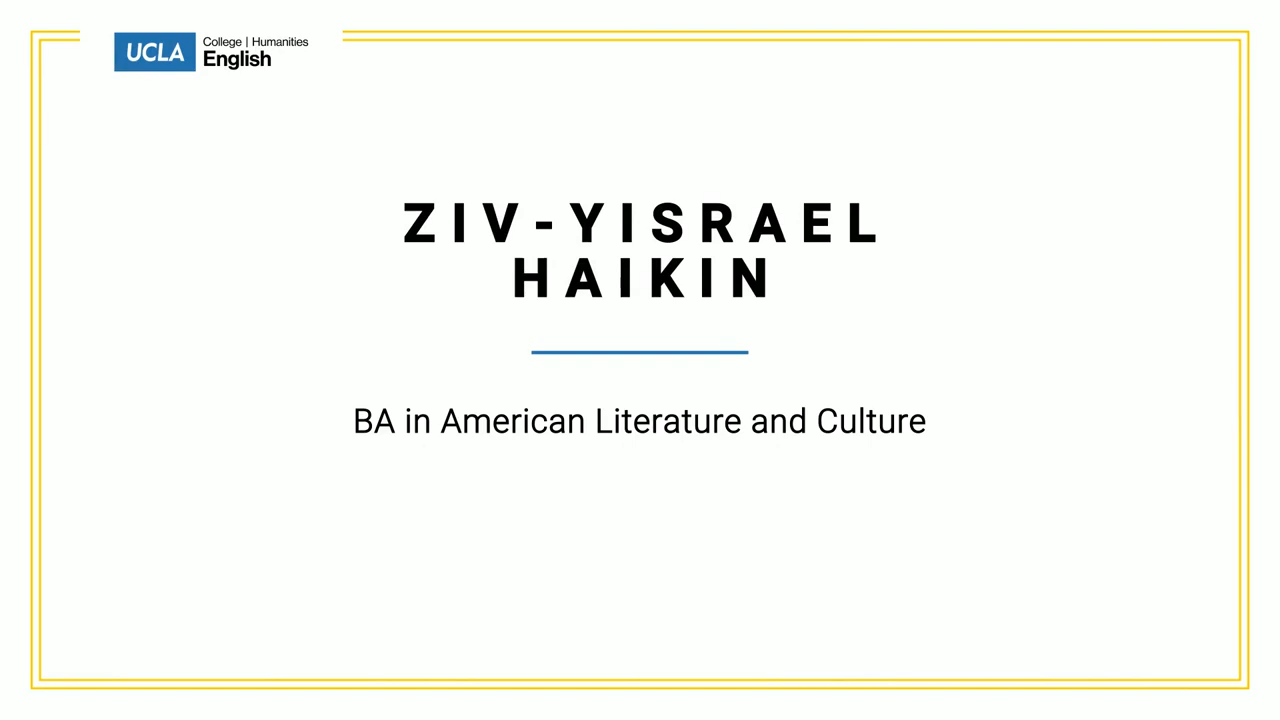 UCLA College | Humanities
English
ZIV-YISRAEL
HAIKIN
BA in American Literature and Culture